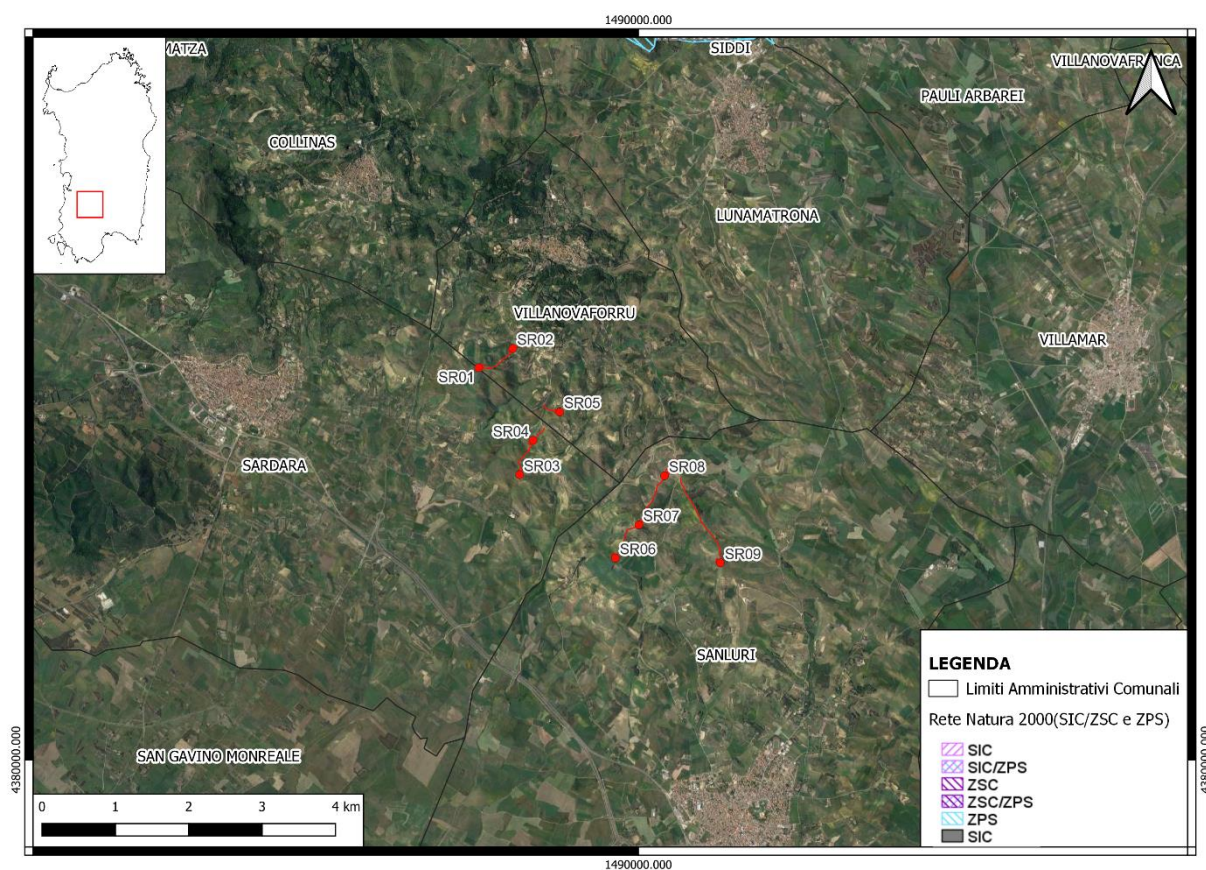 1490000.000
MATZA
SIDDI
VILLANOVAFRANCA
PAULI ARBAREI
COLLINAS
LUNAMATRONA
VILLANOVAFORRU
SR02
VILLAMAR
SR01
SR05
SR04
SARDARA
SR03
SR08
SR07
SR06
SR09
SANLURI
LEGENDA
Limiti Amministrativi Comunali
Rete Natura 2000(SIC/ZSC e ZPS)
SIC
SIC/ZPS
ZSC
ZSC/ZPS
ZPS
SIC
SAN GAVINO MONREALE
4380000.000
4380000.000
0 1 2 3 4 km
1490000.000